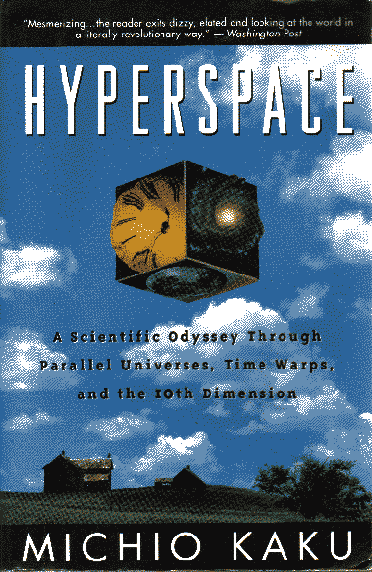 "Mesmerizing...the reader exits dizzy, elated and looking at the word in
a literally revolutionary way." — Washington Post
HYPERSPACE
A Scientific Odyssey Through
Parallel Universes, Time Warps,
and the 10th Dimension
MICHIO KAKU